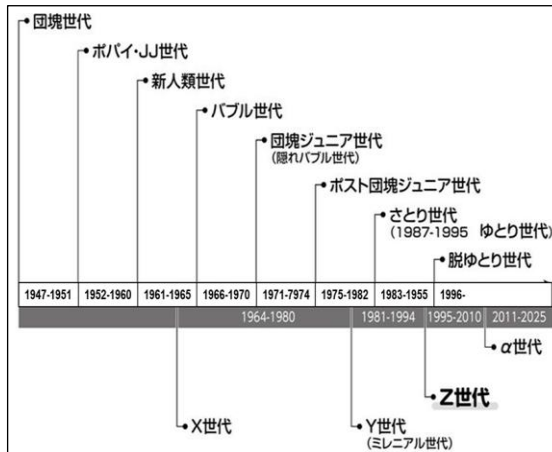 団塊世代
ポパイ・JJ世代
新人類世代
バブル世代
団塊ジュニア世代
(隠れバブル世代)
ポスト団塊ジュニア世代
さとり世代
(1987-1995 ゆとり世代)
脱ゆとり世代
1947-1951 1952-1960 1961-1965 1966-1970 1971-7974 1975-1982 1983-1955 1996-
1964-1980 1981-1994 1995-2010 2011-2025
α世代
Z世代
X世代
Y世代
(ミレニアル世代)